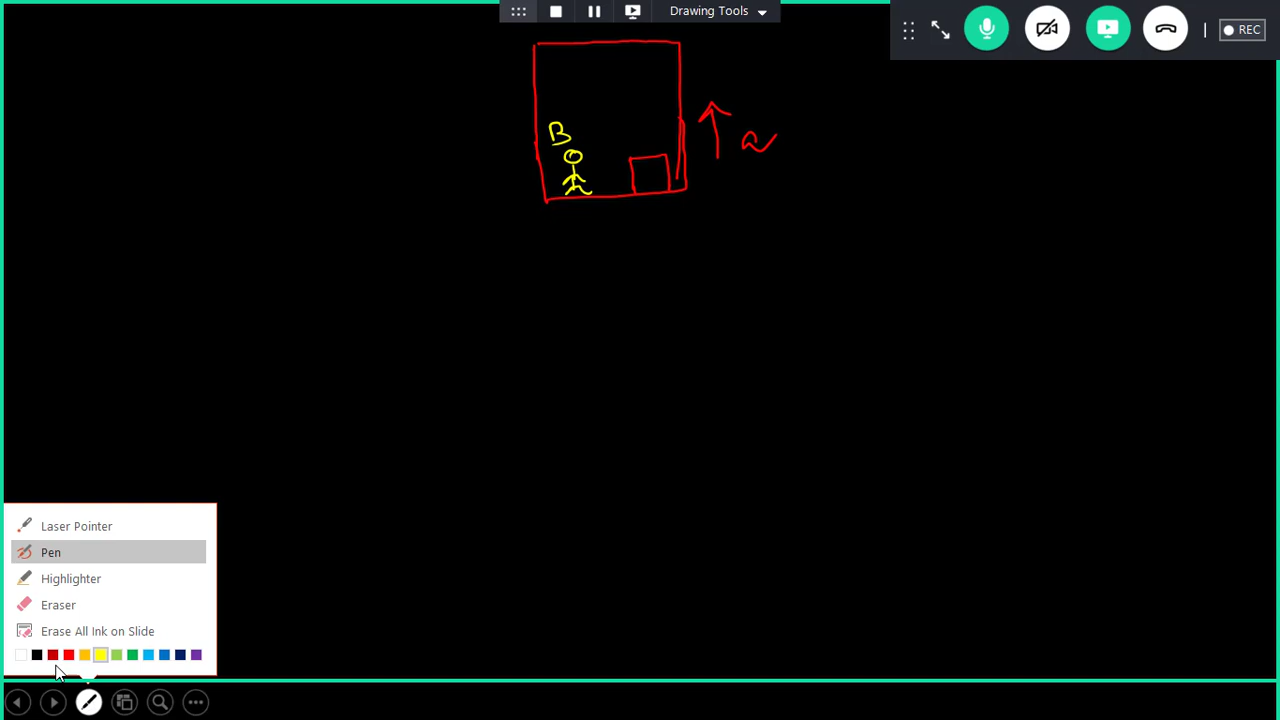 Drawing Tools
REC
B
a
Laser Pointer
Pen
Highlighter
Eraser
Erase All Ink on Slide